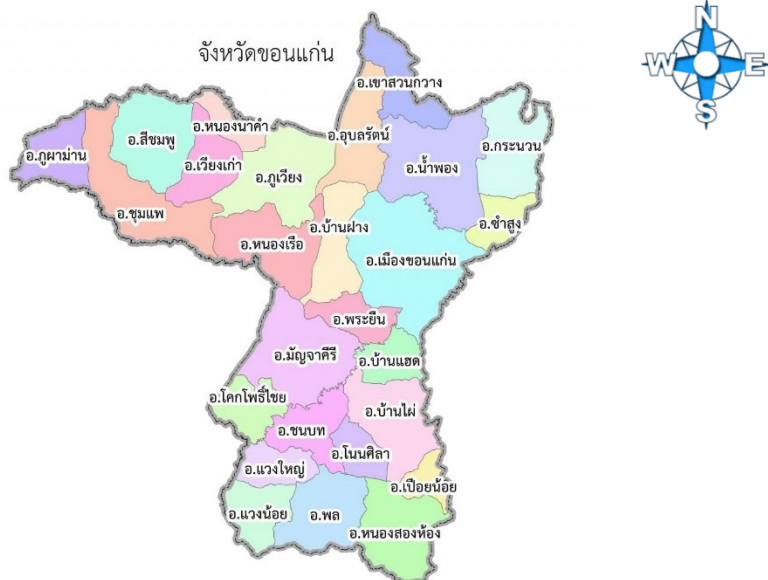 จังหวัดขอนแก่น
N
W
E
S
อ.เขาสวนกวาง
อ.หนองนาคำ
อ.สีชมพู
อ.อุบลรัตน์
อ.กระนวน
อ.ภูผาม่าน
อ.เวียงเก่า
อ.ภูเวียง
อ.น้ำพอง
อ.ชุมแพ
อ.บ้านฝาง
อ.ซำสูง
อ.หนองเรือ
อ.เมืองขอนแก่น
อ.พระยืน
อ.มัญจาคีรี
อ.บ้านแฮด
อ.โคกโพธิ์ไชย
อ.บ้านไผ่
อ.ชนบท
อ.โนนศิลา
อ.แวงใหญ่
อ.เปือยน้อย
อ.แวงน้อย
อ.พล
อ.หนองสองห้อง